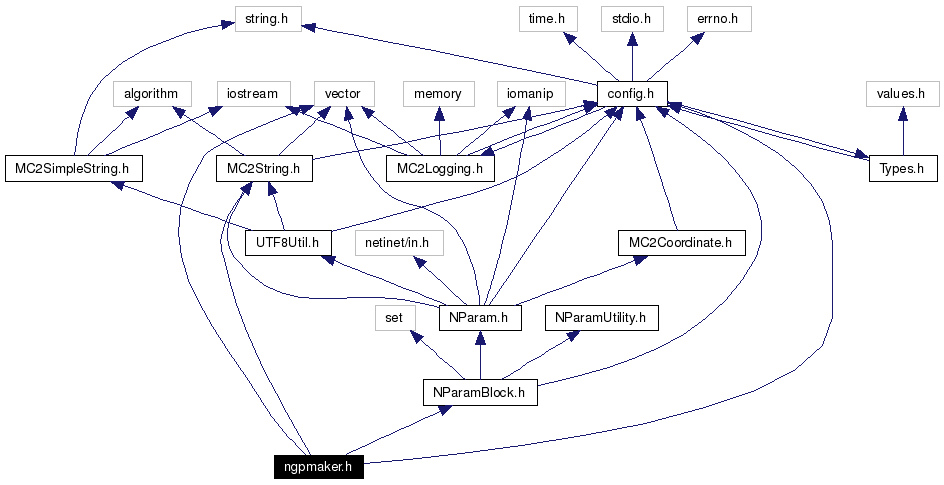 string.h
time.h
stdio.h
errno.h
algorithm
iostream
vector
memory
iomanip
config.h
values.h
MC2SimpleString.h
MC2String.h
MC2Logging.h
Types.h
UTF8Util.h
netinet/in.h
MC2Coordinate.h
set
NParam.h
NParamUtility.h
NParamBlock.h
ngpmaker.h